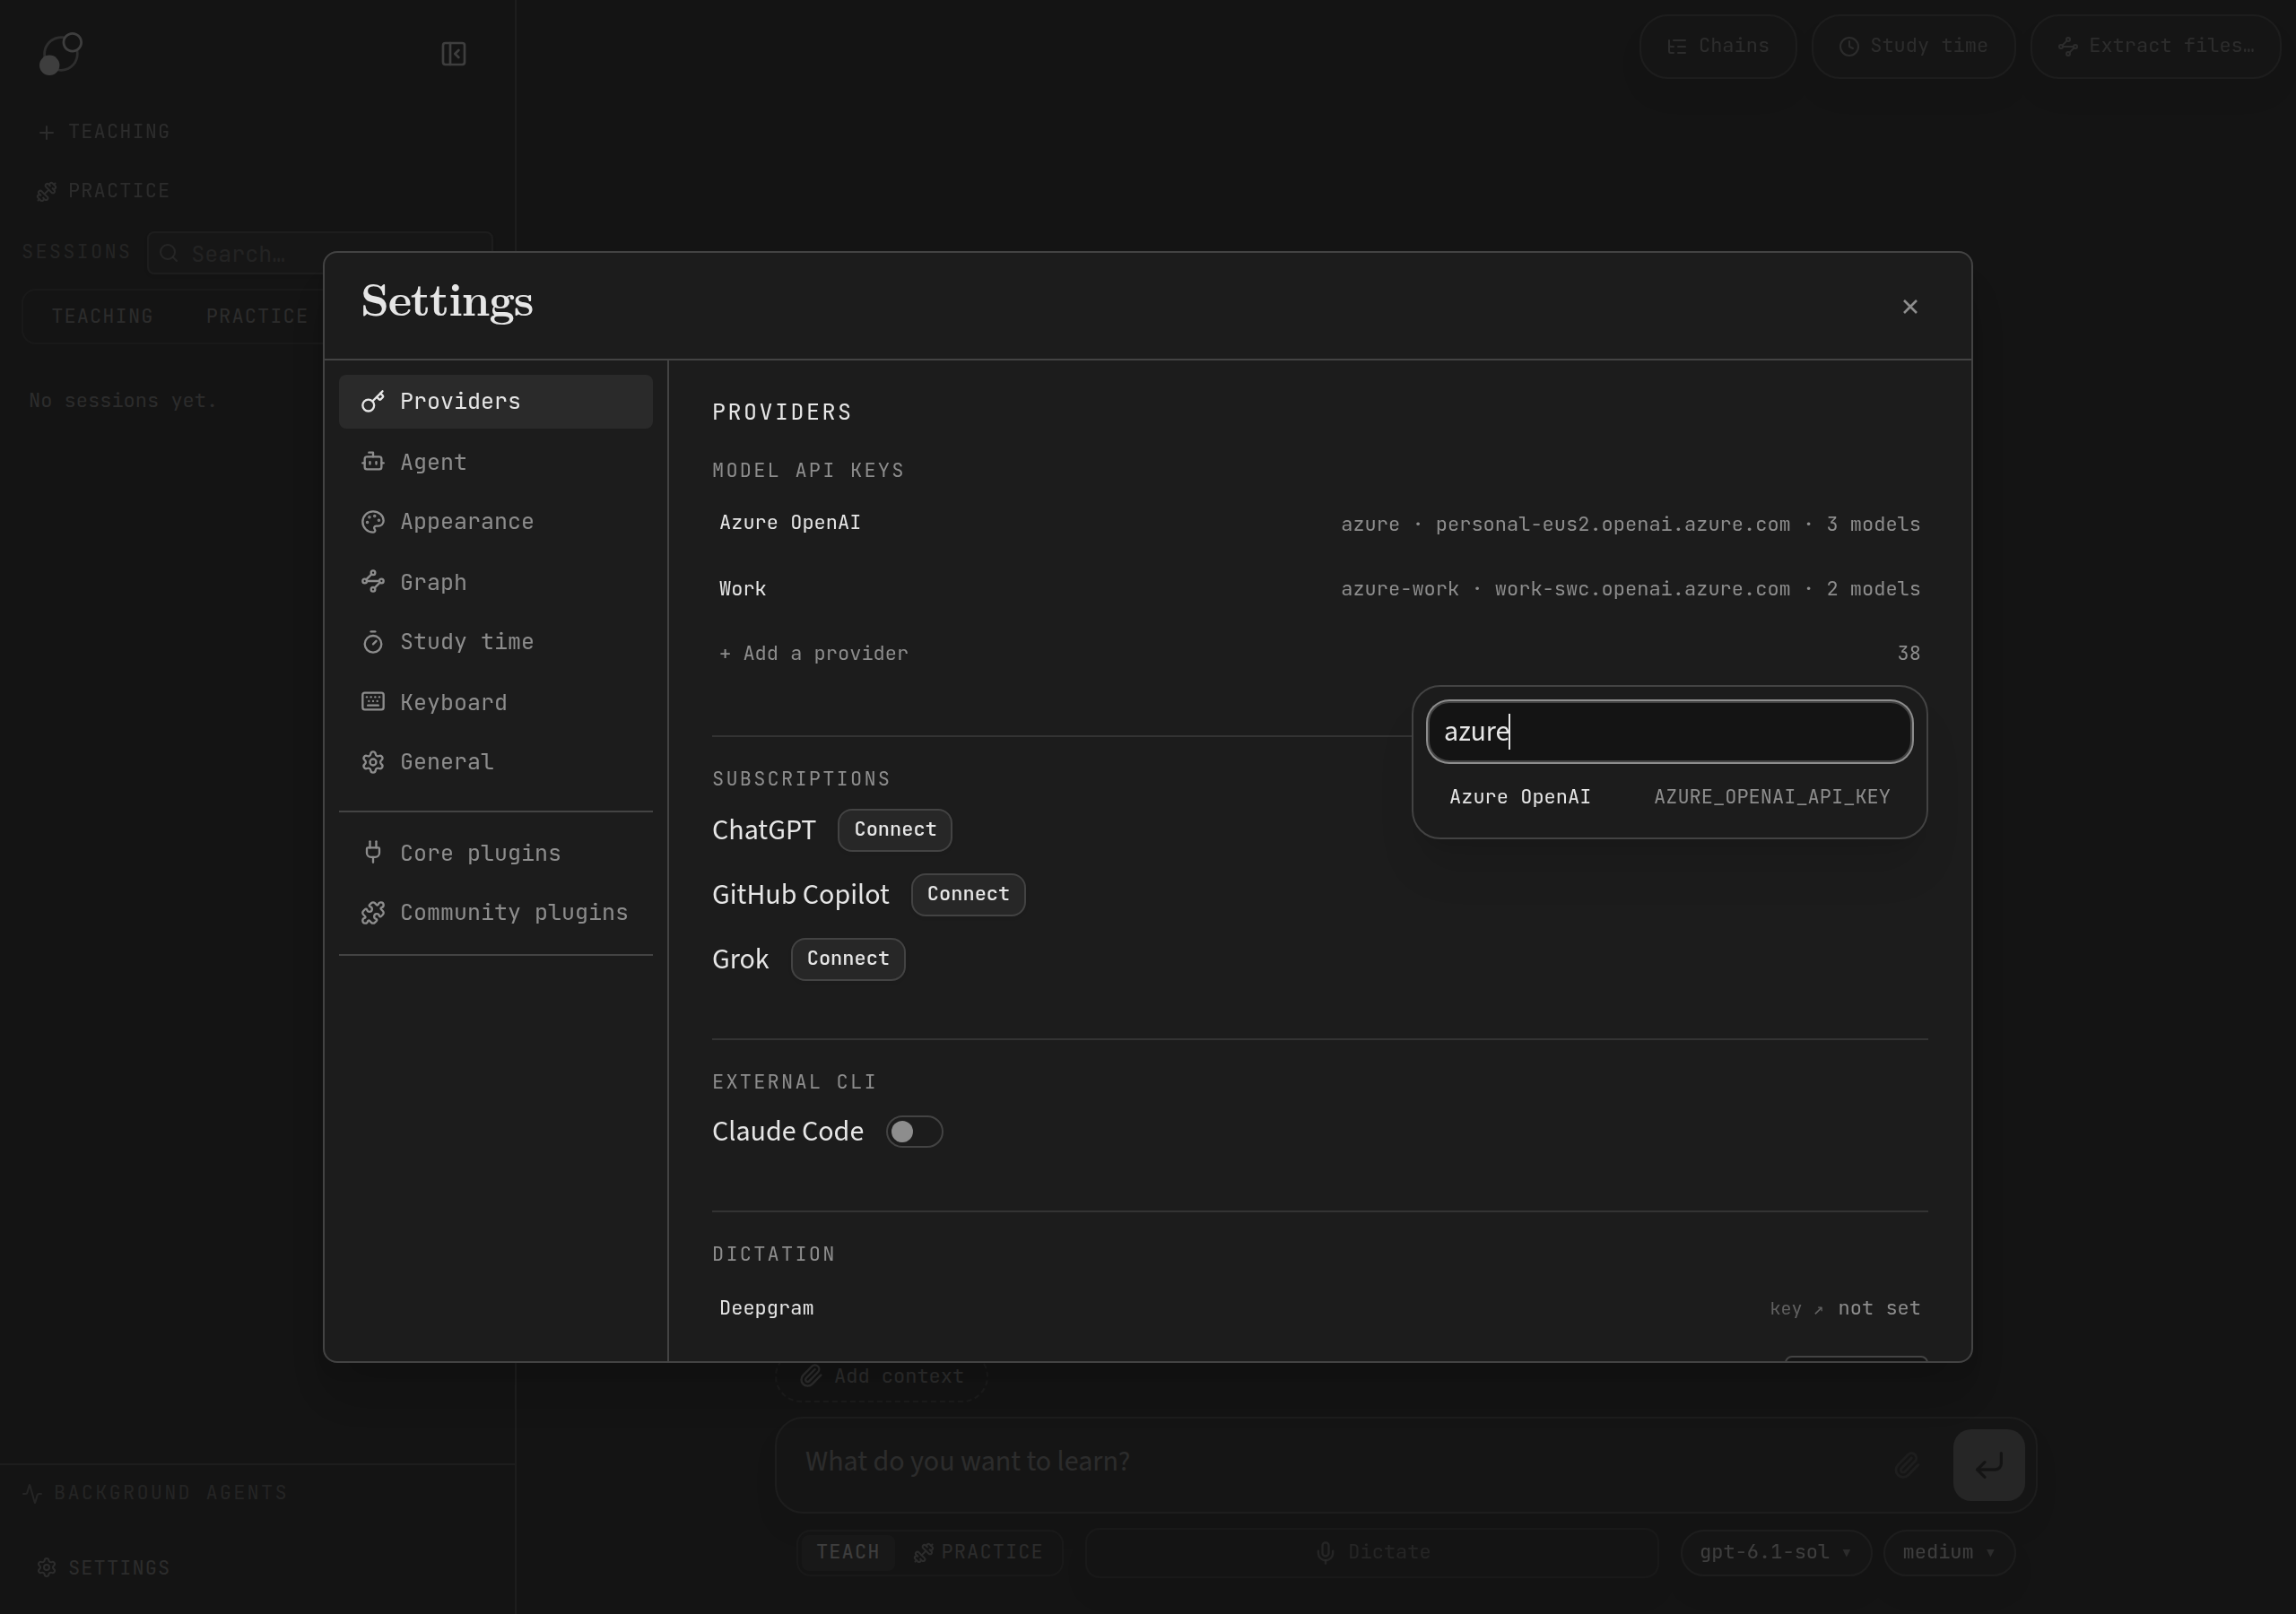 Chains
Study time
Extract files…
TEACHING
PRACTICE
SESSIONS
Search…
TEACHING
PRACTICE
No sessions yet.
Settings
Providers
Agent
Appearance
Graph
Study time
Keyboard
General
Core plugins
Community plugins
PROVIDERS
MODEL API KEYS
Azure OpenAI azure · personal-eus2.openai.azure.com · 3 models
Work azure-work · work-swc.openai.azure.com · 2 models
+ Add a provider 38
azure
Azure OpenAI AZURE_OPENAI_API_KEY
SUBSCRIPTIONS
ChatGPT Connect
GitHub Copilot Connect
Grok Connect
EXTERNAL CLI
Claude Code
DICTATION
Deepgram key ↗ not set
Add context
What do you want to learn?
TEACH PRACTICE Dictate gpt-6.1-sol ▾ medium ▾
BACKGROUND AGENTS
SETTINGS